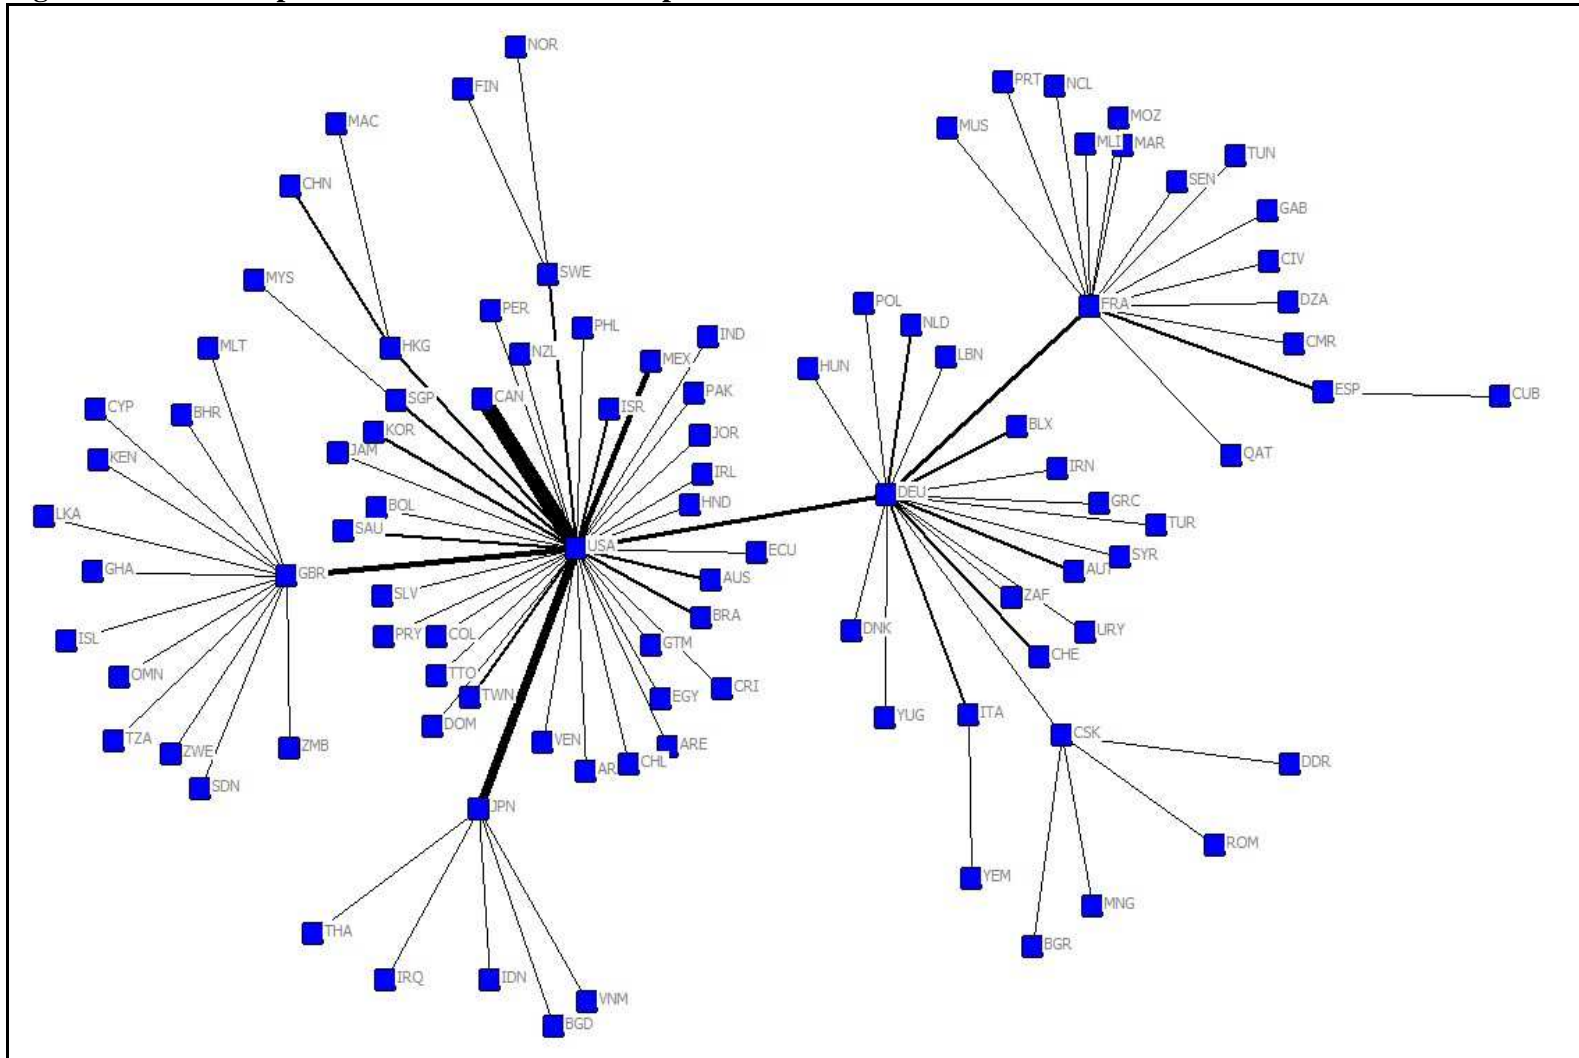 NOR
FIN
PRT
NCL
MAC
MOZ
MUS
MLI
MAR
TUN
CHN
SEN
GAB
CIV
MYS
SWE
DZA
POL
FRA
PER
NLD
PHL
IND
CMR
MLT
HKG
NZL
MEX
LBN
HUN
PAK
ESP
CUB
SGP
CAN
CYP
BHR
ISR
BLX
KOR
JOR
JAM
KEN
QAT
IRN
IRL
DEU
HND
GRC
BOL
LKA
TUR
SAU
USA
ECU
SYR
GHA
GBR
AUT
AUS
SLV
ZAF
BRA
DNK
URY
PRY
COL
ISL
GTM
CHE
OMN
TTO
CRI
TWN
EGY
ITA
YUG
DOM
CSK
TZA
VEN
ARE
ZMB
ZWE
CHL
DDR
AR
SDN
JPN
ROM
YEM
MNG
THA
BGR
IRQ
IDN
VNM
BGD